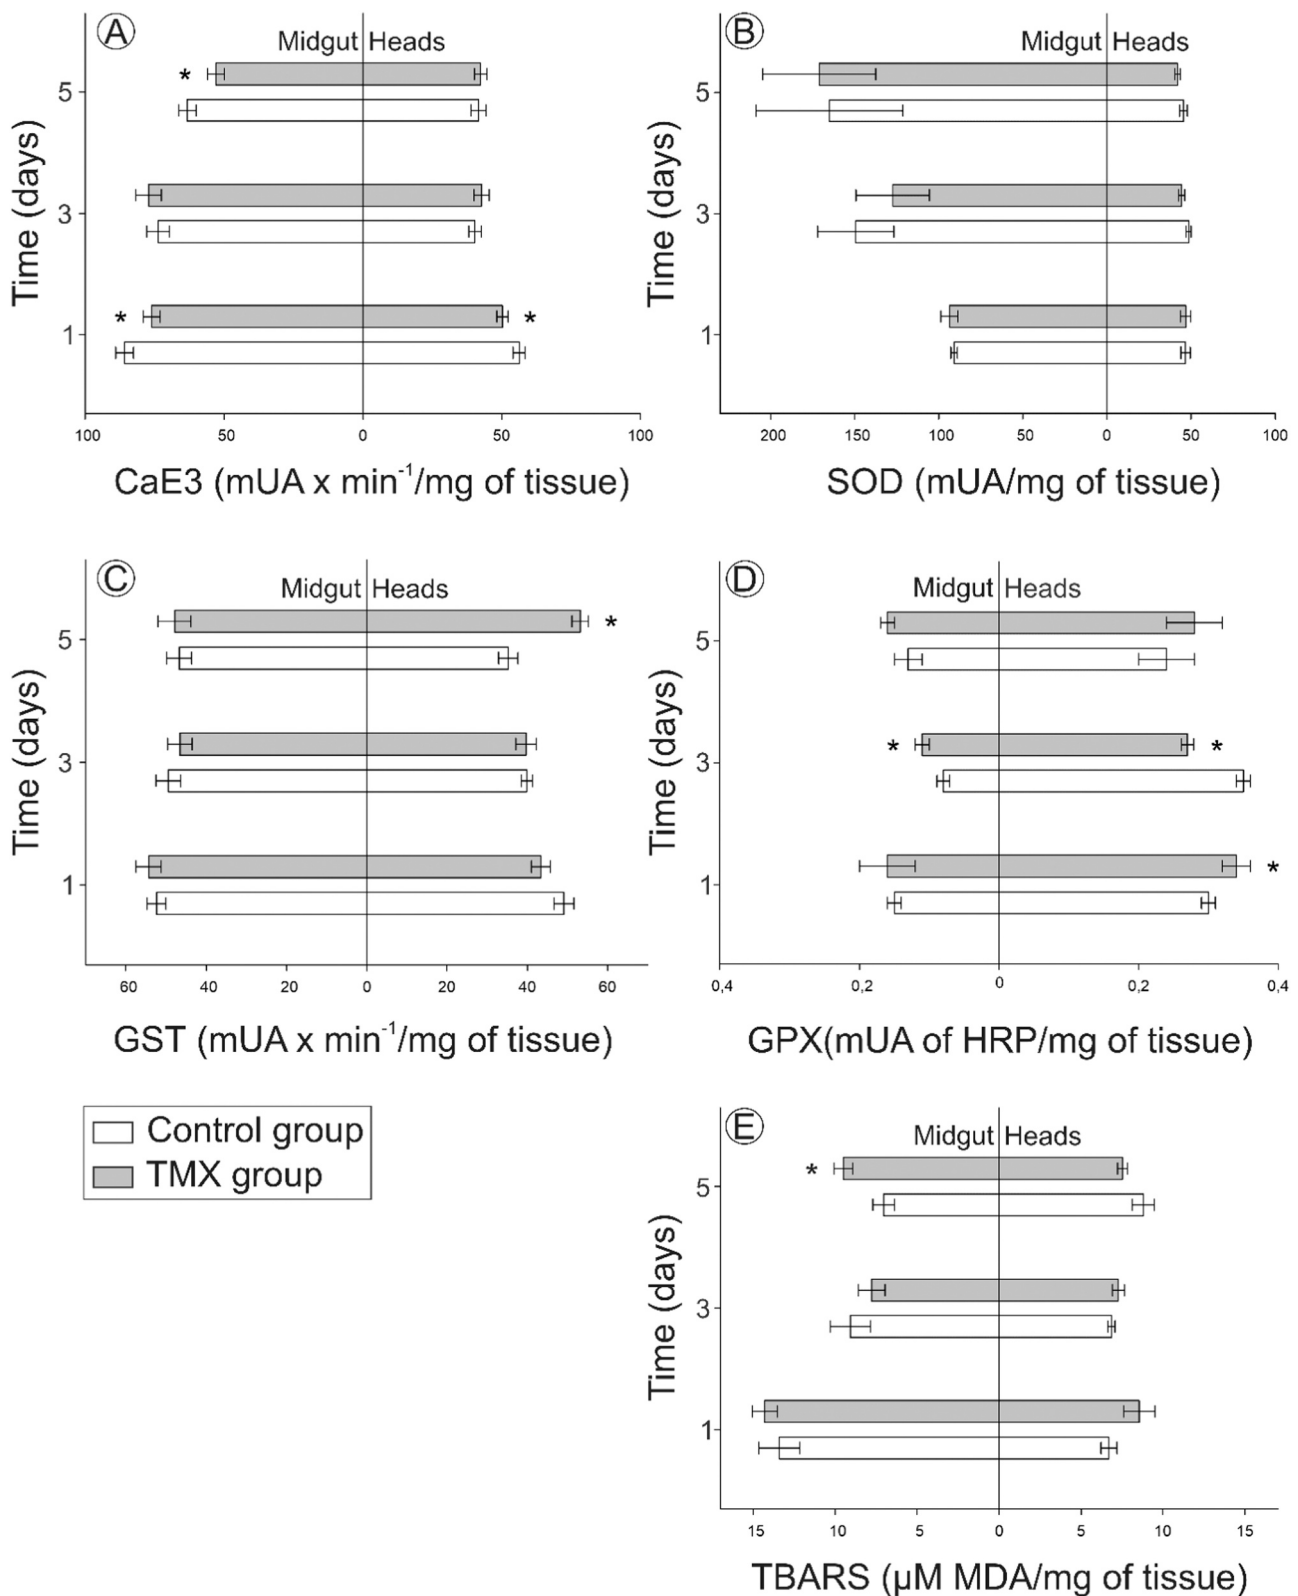 A
Midgut Heads
Time (days)
5
3
1
100 50 0 50 100
CaE3 (mUA x min⁻¹/mg of tissue)
B
Midgut Heads
Time (days)
5
3
1
200 150 100 50 0 50 100
SOD (mUA/mg of tissue)
C
Midgut Heads
*
Time (days)
5
3
1
60 40 20 0 20 40 60
GST (mUA x min⁻¹/mg of tissue)
D
Midgut Heads
Time (days)
5
* 3 *
1 *
0,4 0,2 0 0,2 0,4
GPX(mUA of HRP/mg of tissue)
Control group
TMX group
E
Midgut Heads
*
Time (days)
5
3
1
15 10 5 0 5 10 15
TBARS (µM MDA/mg of tissue)